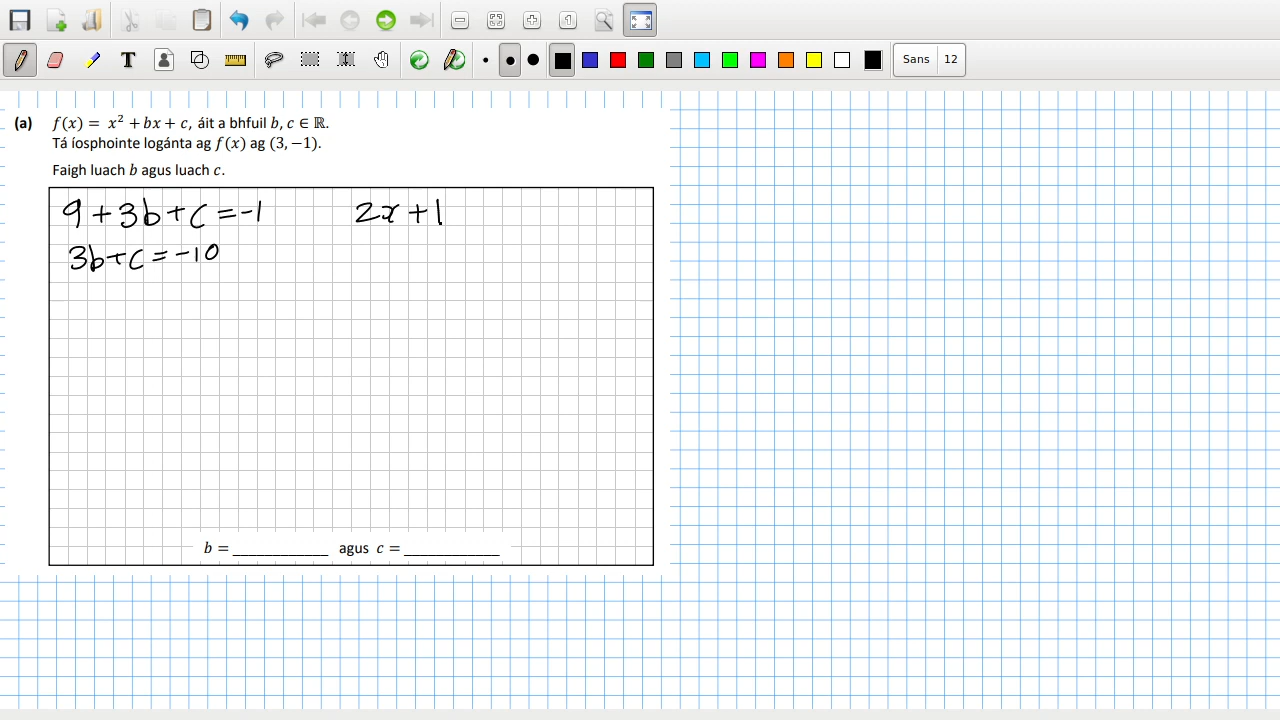 Sans 12
(a) f(x) = x² + bx + c, áit a bhfuil b, c ∈ ℝ.
Tá íosphointe logánta ag f(x) ag (3, −1).
Faigh luach b agus luach c.
9 + 3b + c = -1
2x + 1
3b + c = -10
b = ____________ agus c = ____________